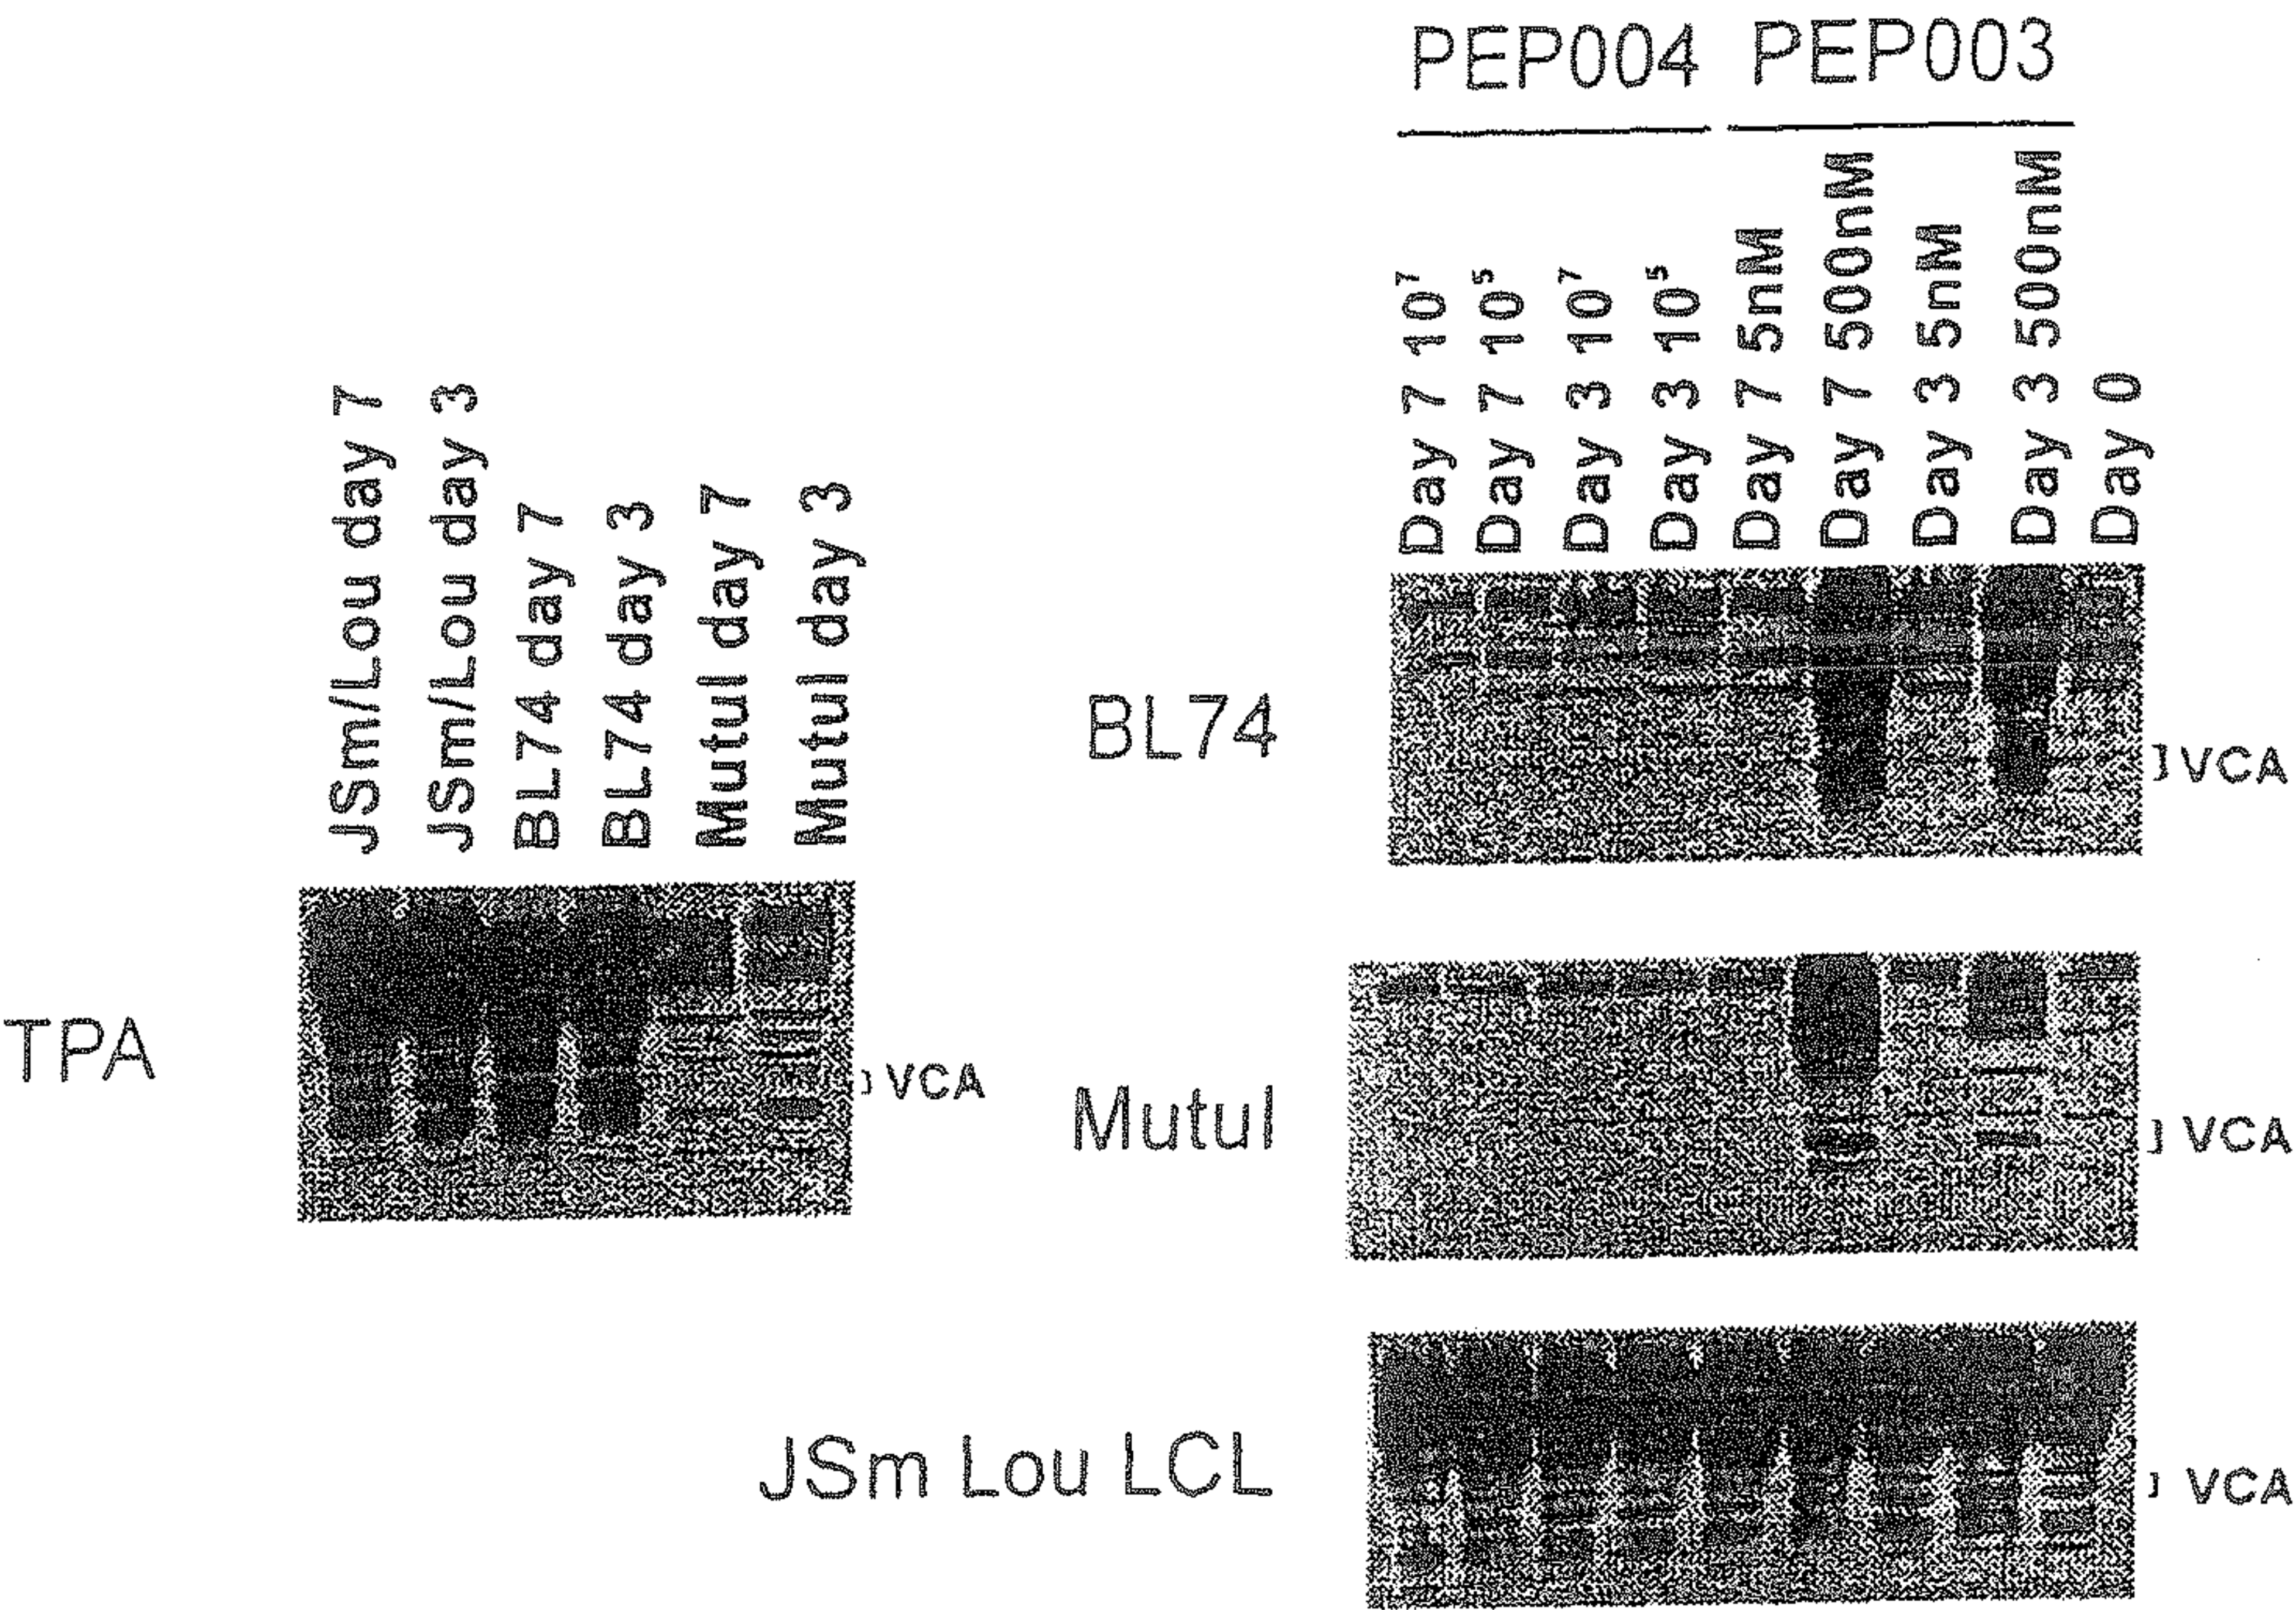 PEP004 PEP003
Day 7 10⁷
Day 7 10⁵
Day 3 10⁷
Day 3 10⁵
Day 7 5nM
Day 7 500nM
Day 3 5nM
Day 3 500nM
Day 0
JSm/Lou day 7
JSm/Lou day 3
BL74 day 7
BL74 day 3
Mutul day 7
Mutul day 3
BL74
VCA
TPA
VCA
Mutul
VCA
JSm Lou LCL
VCA